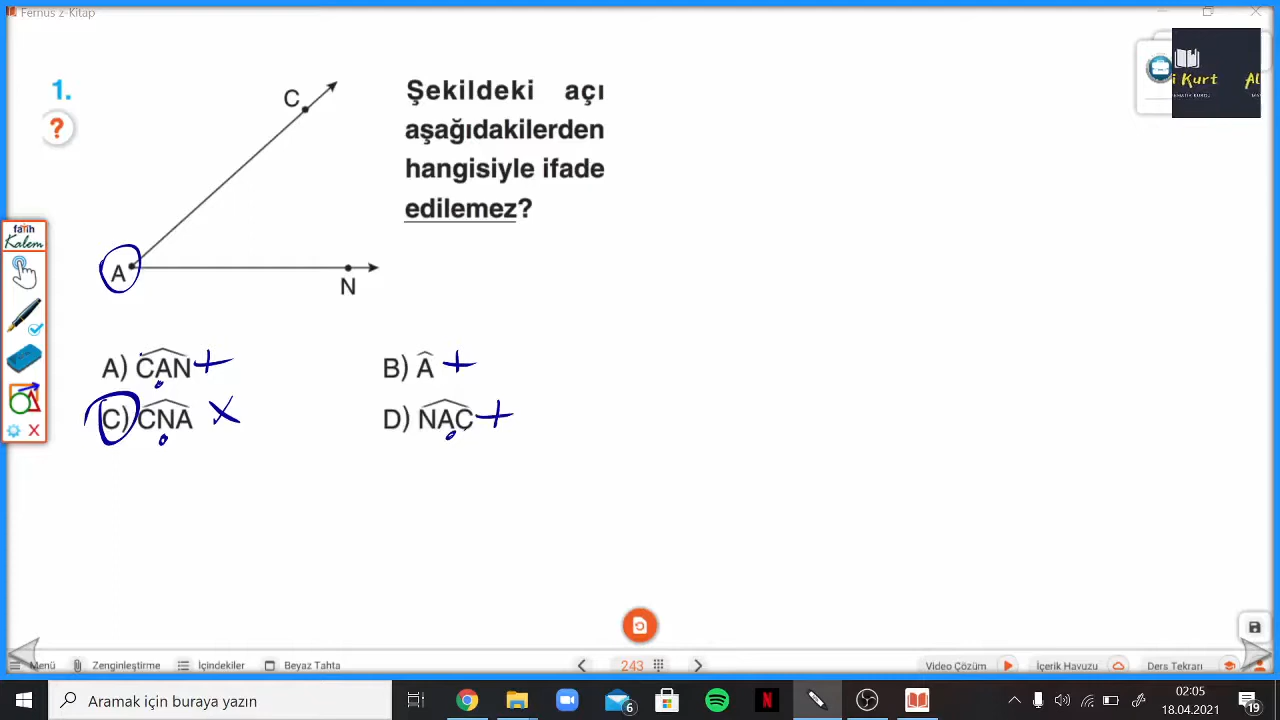 Fernus z-Kitap
1.
?
C
A
N
Şekildeki açı
aşağıdakilerden
hangisiyle ifade
edilemez?
i Kurt
fatih
Kalem
A) CAN +
B) A +
C) CNA X
D) NAC +
Menü
Zenginleştirme
İçindekiler
Beyaz Tahta
243
Video Çözüm
İçerik Havuzu
Ders Tekrarı
Aramak için buraya yazın
6
N
02:05
18.04.2021
19